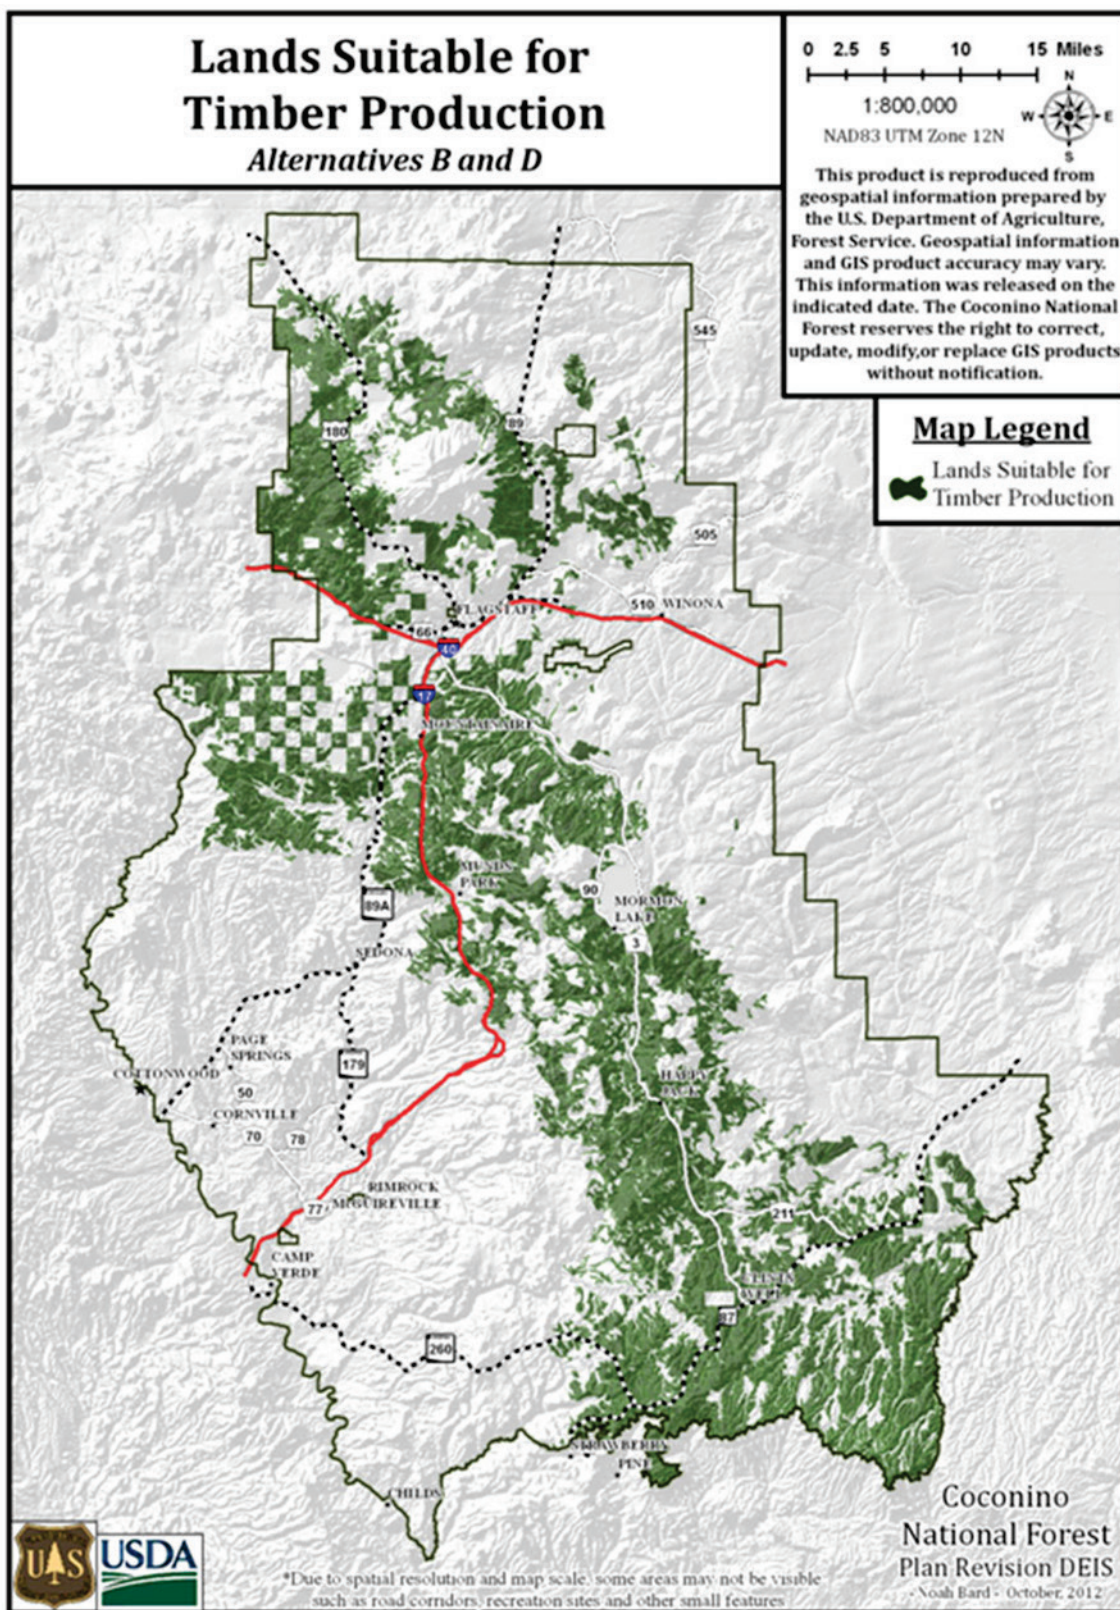 Lands Suitable for
Timber Production
Alternatives B and D
0 2.5 5 10 15 Miles
1:800,000
NAD83 UTM Zone 12N
N
W E
S
This product is reproduced from
geospatial information prepared by
the U.S. Department of Agriculture,
Forest Service. Geospatial information
and GIS product accuracy may vary.
This information was released on the
indicated date. The Coconino National
Forest reserves the right to correct,
update, modify,or replace GIS products
without notification.
Map Legend
Lands Suitable for
Timber Production
545
180
89
505
510 WINONA
FLAGSTAFF
66
40
17
MOUNTAINAIRE
MUNDS
PARK
90
MORMON
LAKE
89A
3
SEDONA
PAGE
SPRINGS
179
COTTONWOOD
HAPPY
JACK
50
CORNVILLE
70 78
RIMROCK
77 MCGUIREVILLE
211
CAMP
VERDE
87
260
STRAWBERRY
PINE
CHILDS
Coconino
National Forest
Plan Revision DEIS
- Noah Bard - October, 2012
UAS
USDA
*Due to spatial resolution and map scale, some areas may not be visible
such as road corridors, recreation sites and other small features